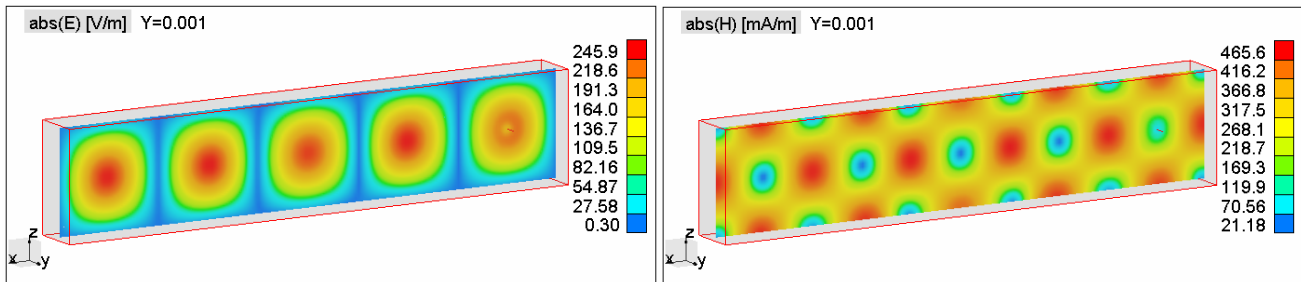 abs(E) [V/m] Y=0.001
245.9
218.6
191.3
164.0
136.7
109.5
82.16
54.87
27.58
0.30
z
x
y
abs(H) [mA/m] Y=0.001
465.6
416.2
366.8
317.5
268.1
218.7
169.3
119.9
70.56
21.18
z
x
y